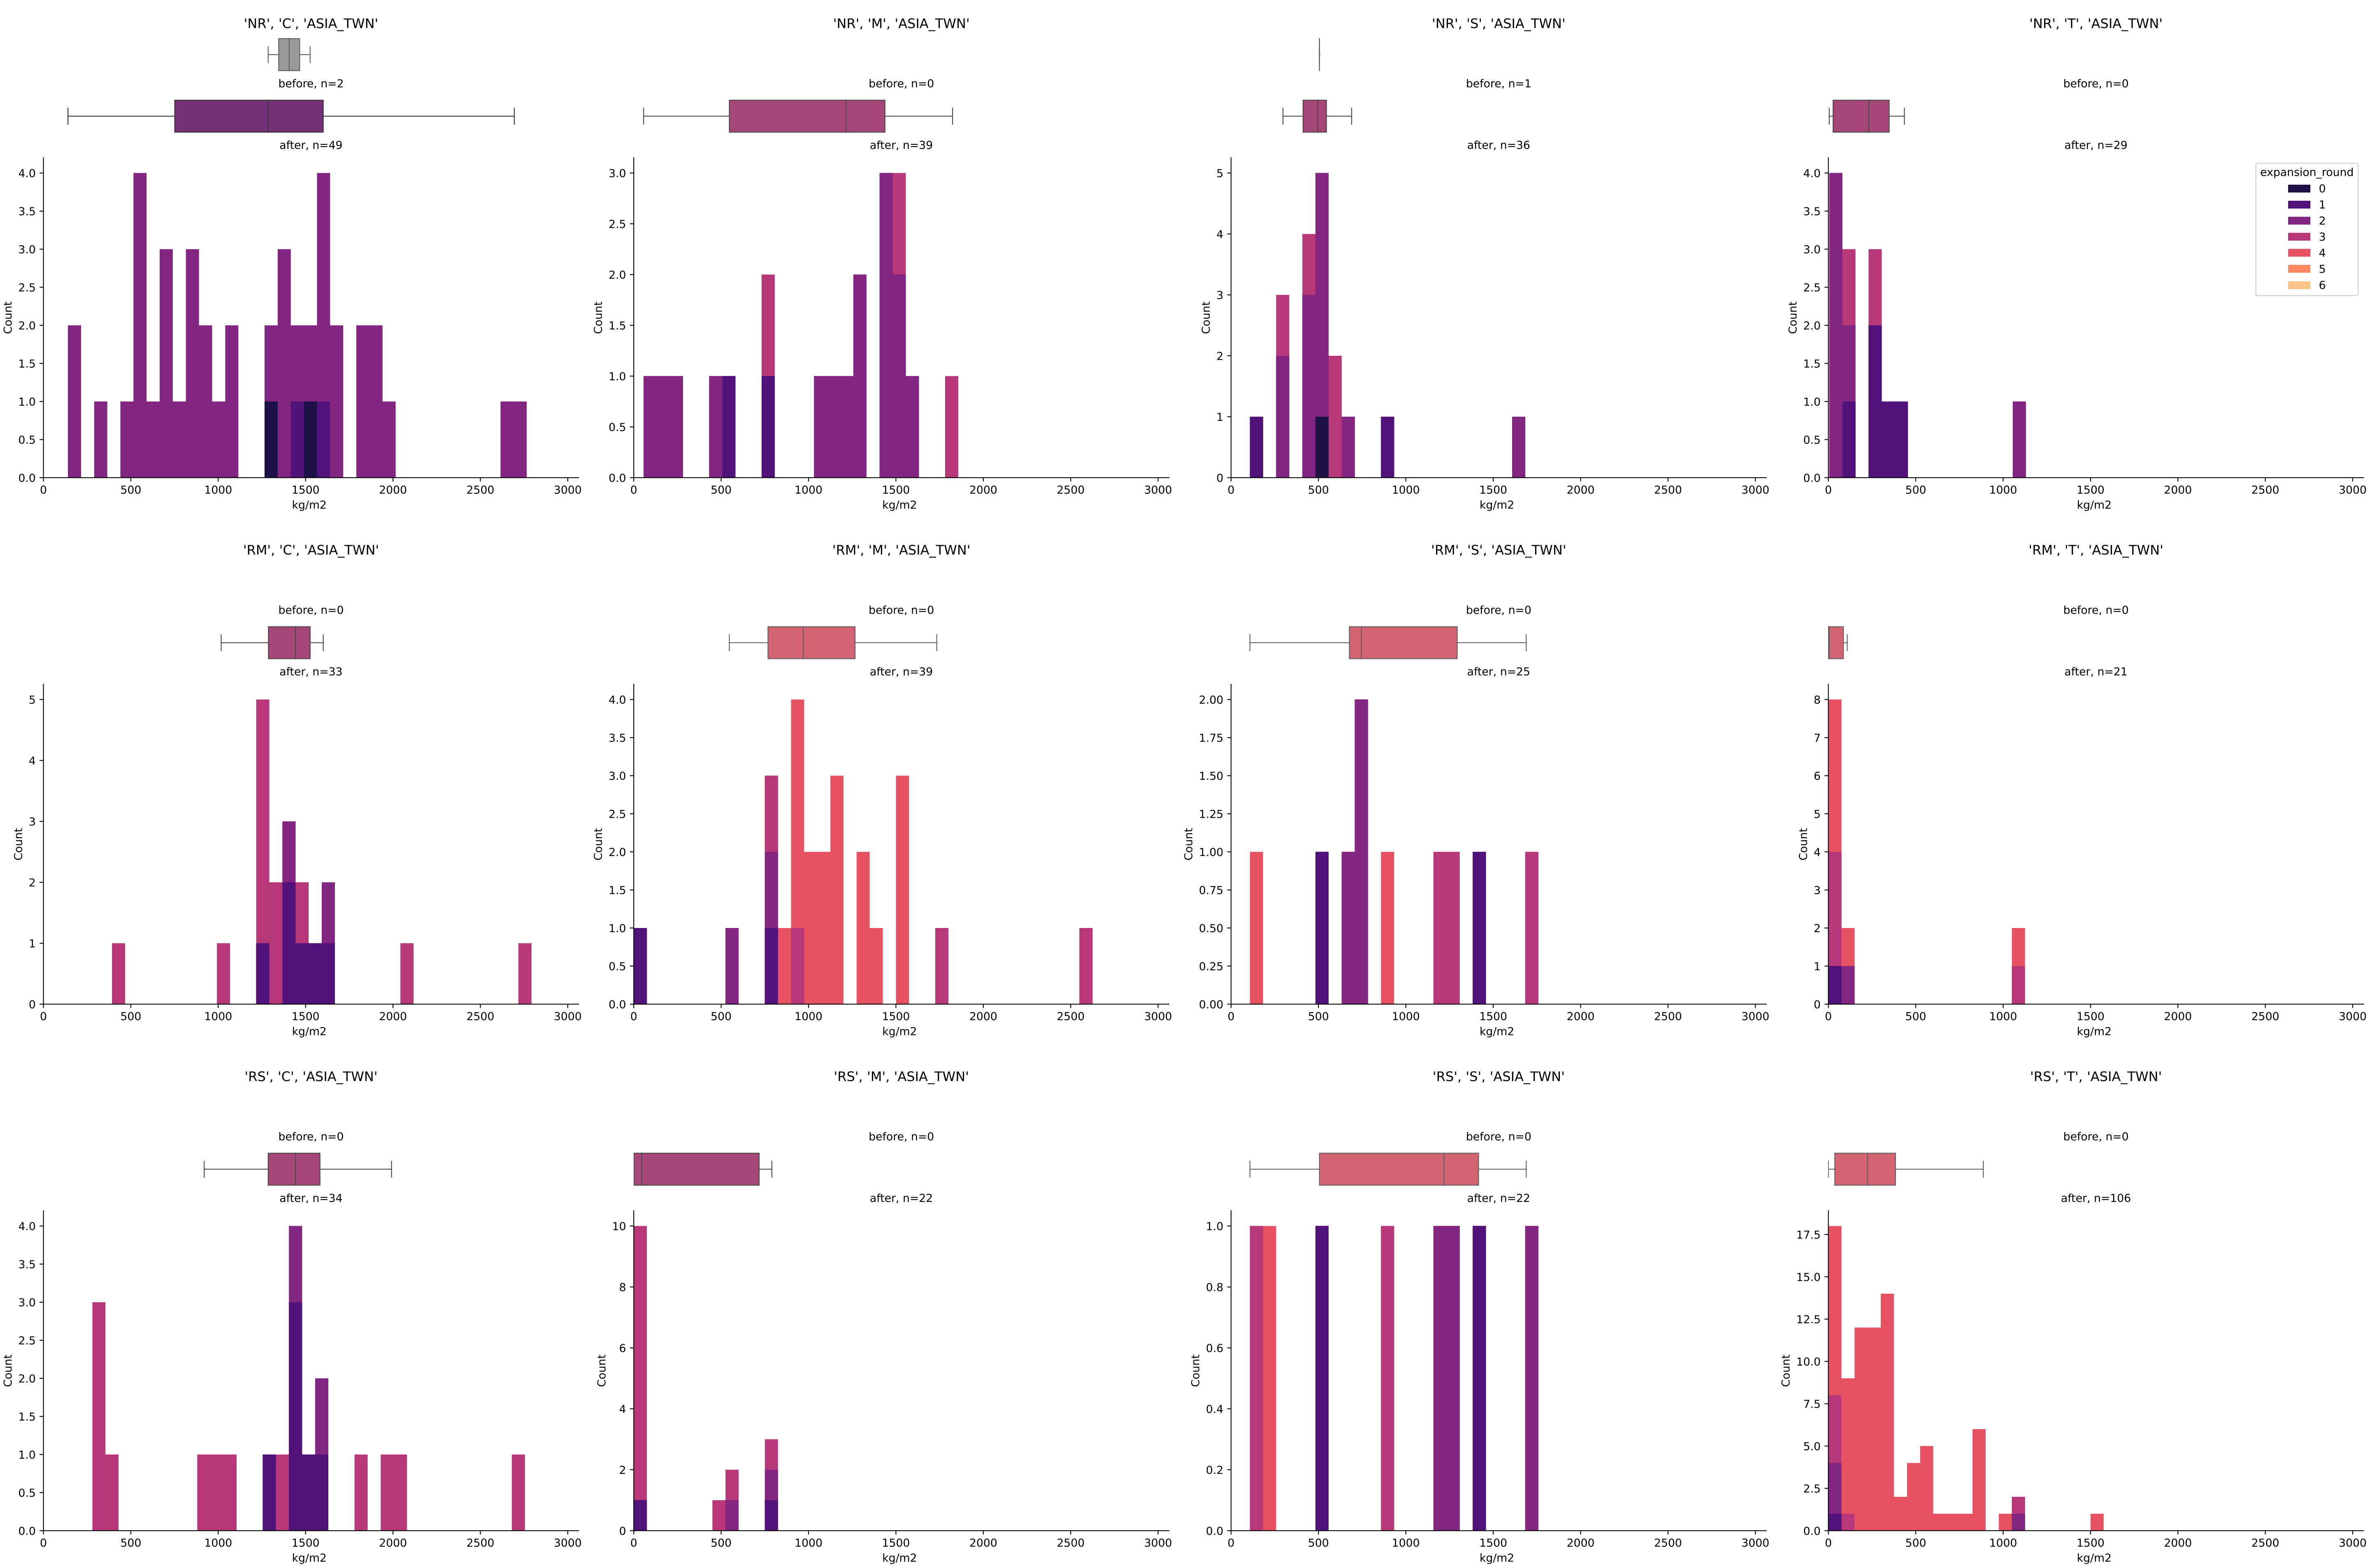 'NR', 'C', 'ASIA_TWN'
before, n=2
after, n=49
4.0
3.5
3.0
2.5
2.0
1.5
1.0
0.5
0.0
Count
0 500 1000 1500 2000 2500 3000
kg/m2
'NR', 'M', 'ASIA_TWN'
before, n=0
after, n=39
3.0
2.5
2.0
1.5
1.0
0.5
0.0
Count
0 500 1000 1500 2000 2500 3000
kg/m2
'NR', 'S', 'ASIA_TWN'
before, n=1
after, n=36
5
4
3
2
1
0
Count
0 500 1000 1500 2000 2500 3000
kg/m2
'NR', 'T', 'ASIA_TWN'
before, n=0
after, n=29
4.0
3.5
3.0
2.5
2.0
1.5
1.0
0.5
0.0
Count
0 500 1000 1500 2000 2500 3000
kg/m2
expansion_round
0
1
2
3
4
5
6
'RM', 'C', 'ASIA_TWN'
before, n=0
after, n=33
5
4
3
2
1
0
Count
0 500 1000 1500 2000 2500 3000
kg/m2
'RM', 'M', 'ASIA_TWN'
before, n=0
after, n=39
4.0
3.5
3.0
2.5
2.0
1.5
1.0
0.5
0.0
Count
0 500 1000 1500 2000 2500 3000
kg/m2
'RM', 'S', 'ASIA_TWN'
before, n=0
after, n=25
2.00
1.75
1.50
1.25
1.00
0.75
0.50
0.25
0.00
Count
0 500 1000 1500 2000 2500 3000
kg/m2
'RM', 'T', 'ASIA_TWN'
before, n=0
after, n=21
8
7
6
5
4
3
2
1
0
Count
0 500 1000 1500 2000 2500 3000
kg/m2
'RS', 'C', 'ASIA_TWN'
before, n=0
after, n=34
4.0
3.5
3.0
2.5
2.0
1.5
1.0
0.5
0.0
Count
0 500 1000 1500 2000 2500 3000
kg/m2
'RS', 'M', 'ASIA_TWN'
before, n=0
after, n=22
10
8
6
4
2
0
Count
0 500 1000 1500 2000 2500 3000
kg/m2
'RS', 'S', 'ASIA_TWN'
before, n=0
after, n=22
1.0
0.8
0.6
0.4
0.2
0.0
Count
0 500 1000 1500 2000 2500 3000
kg/m2
'RS', 'T', 'ASIA_TWN'
before, n=0
after, n=106
17.5
15.0
12.5
10.0
7.5
5.0
2.5
0.0
Count
0 500 1000 1500 2000 2500 3000
kg/m2